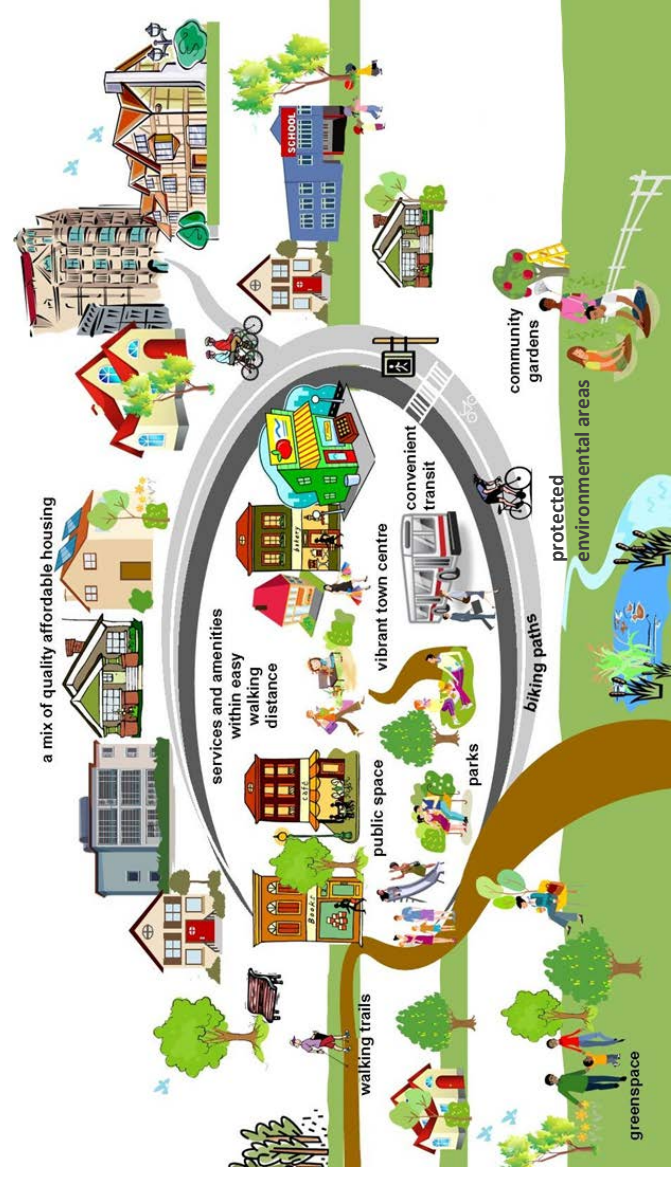 a mix of quality affordable housing
SCHOOL
services and amenities
within easy
walking
distance
bakery
Books
café
vibrant town centre
convenient
transit
public space
parks
walking trails
biking paths
community
gardens
protected
environmental areas
greenspace